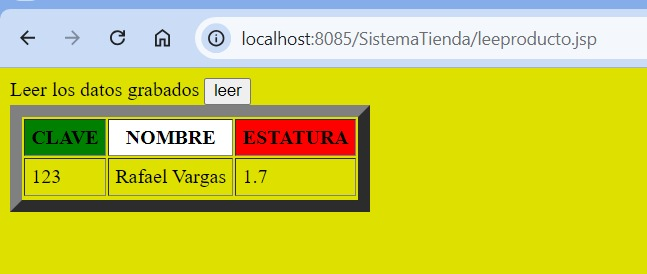 localhost:8085/SistemaTienda/leeproducto.jsp
Leer los datos grabados leer
CLAVE NOMBRE ESTATURA
123 Rafael Vargas 1.7